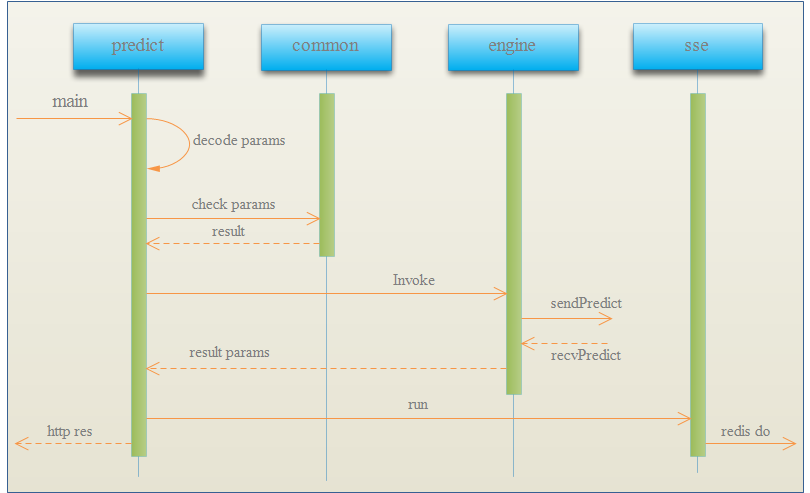 predict
common
engine
sse
main
decode params
check params
result
Invoke
sendPredict
recvPredict
result params
run
http res
redis do